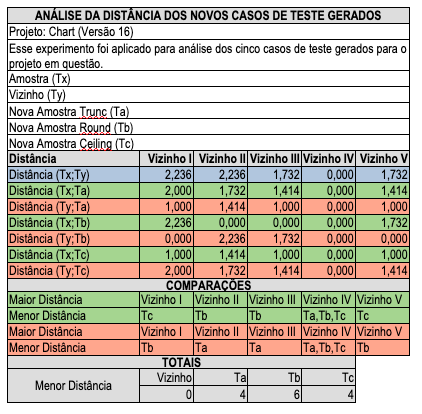 ANÁLISE DA DISTÂNCIA DOS NOVOS CASOS DE TESTE GERADOS
Projeto: Chart (Versão 16)
Esse experimento foi aplicado para análise dos cinco casos de teste gerados para o
projeto em questão.
Amostra (Tx)
Vizinho (Ty)
Nova Amostra Trunc (Ta)
Nova Amostra Round (Tb)
Nova Amostra Ceiling (Tc)
Distância Vizinho I Vizinho II Vizinho III Vizinho IV Vizinho V
Distância (Tx;Ty) 2,236 2,236 1,732 0,000 1,732
Distância (Tx;Ta) 2,000 1,732 1,414 0,000 1,414
Distância (Ty;Ta) 1,000 1,414 1,000 0,000 1,000
Distância (Tx;Tb) 2,236 0,000 0,000 0,000 1,732
Distância (Ty;Tb) 0,000 2,236 1,732 0,000 0,000
Distância (Tx;Tc) 1,000 1,414 1,000 0,000 1,000
Distância (Ty;Tc) 2,000 1,732 1,414 0,000 1,414
COMPARAÇÕES
Maior Distância Vizinho I Vizinho II Vizinho III Vizinho IV Vizinho V
Menor Distância Tc Tb Tb Ta,Tb,Tc Tc
Maior Distância Vizinho I Vizinho II Vizinho III Vizinho IV Vizinho V
Menor Distância Tb Ta Ta Ta,Tb,Tc Tb
TOTAIS
Menor Distância Vizinho Ta Tb Tc
0 4 6 4